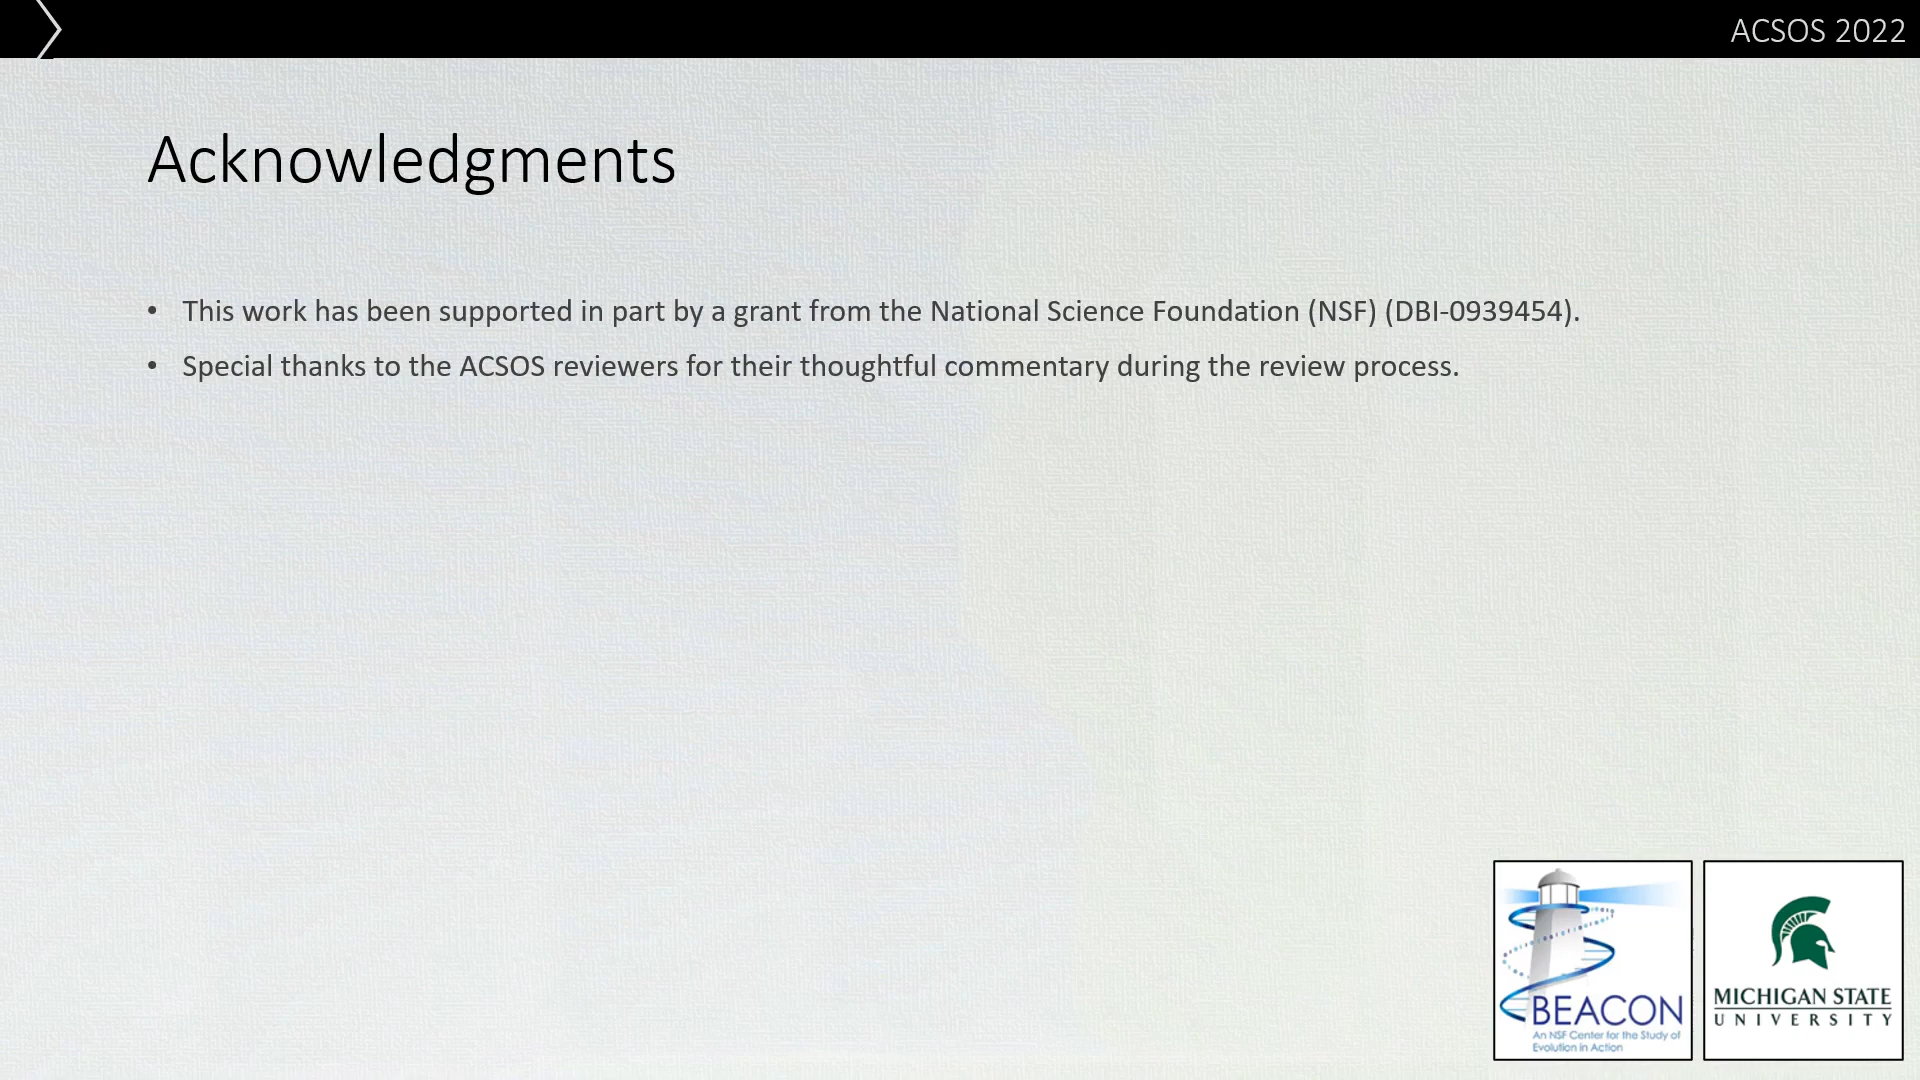 ACSOS 2022
Acknowledgments
• This work has been supported in part by a grant from the National Science Foundation (NSF) (DBI-0939454).
• Special thanks to the ACSOS reviewers for their thoughtful commentary during the review process.
BEACON
An NSF Center for the Study of
Evolution in Action
MICHIGAN STATE
UNIVERSITY